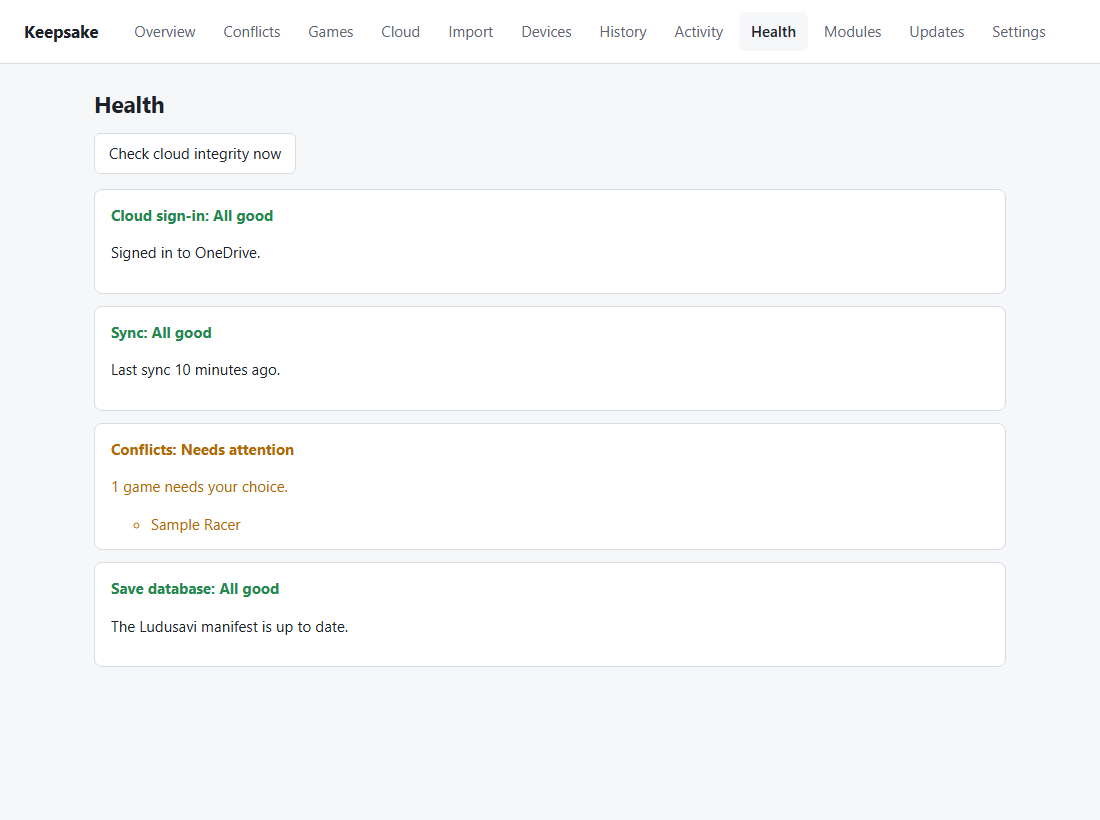 Keepsake Overview Conflicts Games Cloud Import Devices History Activity Health Modules Updates Settings
Health
Check cloud integrity now
Cloud sign-in: All good
Signed in to OneDrive.
Sync: All good
Last sync 10 minutes ago.
Conflicts: Needs attention
1 game needs your choice.
Sample Racer
Save database: All good
The Ludusavi manifest is up to date.